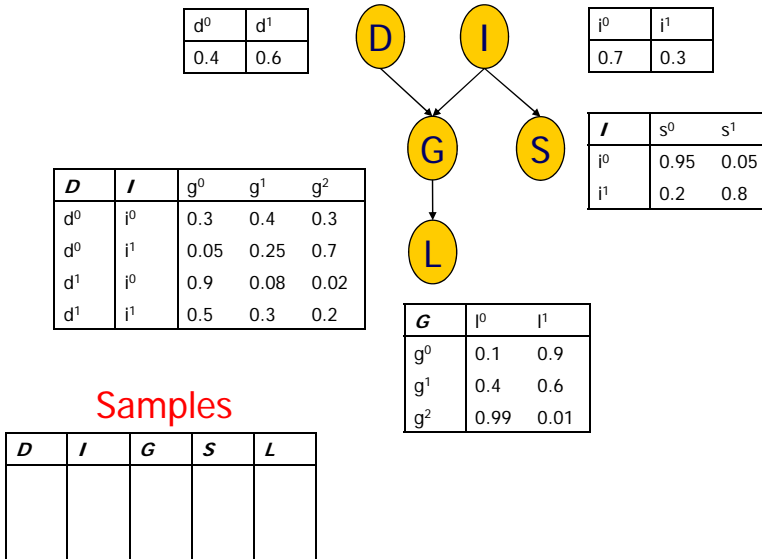 d⁰ d¹
0.4 0.6
D I
i⁰ i¹
0.7 0.3
G S
I s⁰ s¹
i⁰ 0.95 0.05
i¹ 0.2 0.8
D I g⁰ g¹ g²
d⁰ i⁰ 0.3 0.4 0.3
d⁰ i¹ 0.05 0.25 0.7
d¹ i⁰ 0.9 0.08 0.02
d¹ i¹ 0.5 0.3 0.2
L
G l⁰ l¹
g⁰ 0.1 0.9
g¹ 0.4 0.6
g² 0.99 0.01
Samples
D I G S L